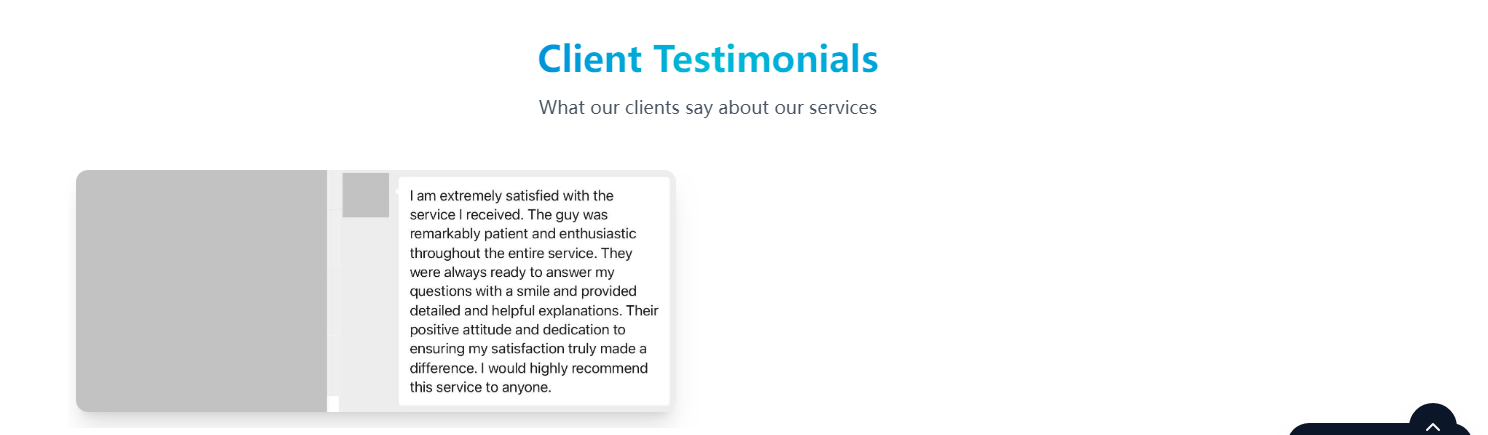 Client Testimonials
What our clients say about our services
I am extremely satisfied with the
service I received. The guy was
remarkably patient and enthusiastic
throughout the entire service. They
were always ready to answer my
questions with a smile and provided
detailed and helpful explanations. Their
positive attitude and dedication to
ensuring my satisfaction truly made a
difference. I would highly recommend
this service to anyone.